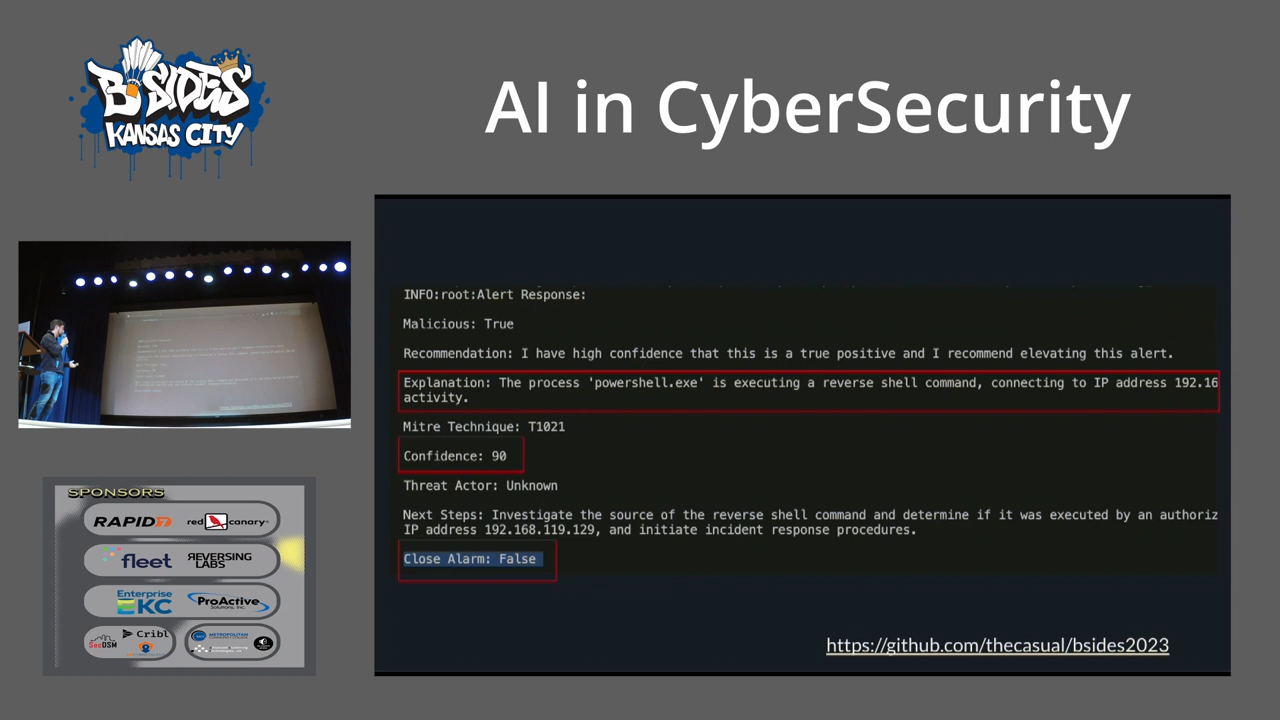 BSIDES
KANSAS CITY
AI in CyberSecurity
INFO:root:Alert Response:
Malicious: True
Recommendation: I have high confidence that this is a true positive and I recommend elevating this alert.
Explanation: The process 'powershell.exe' is executing a reverse shell command, connecting to IP address 192.16
activity.
Mitre Technique: T1021
Confidence: 90
Threat Actor: Unknown
Next Steps: Investigate the source of the reverse shell command and determine if it was executed by an authoriz
IP address 192.168.119.129, and initiate incident response procedures.
Close Alarm: False
https://github.com/thecasual/bsides2023
SPONSORS
RAPID7 red canary
fleet REVERSING
LABS
Enterprise
KC ProActive
Solutions, Inc.
SecDSM Cribl METROPOLITAN